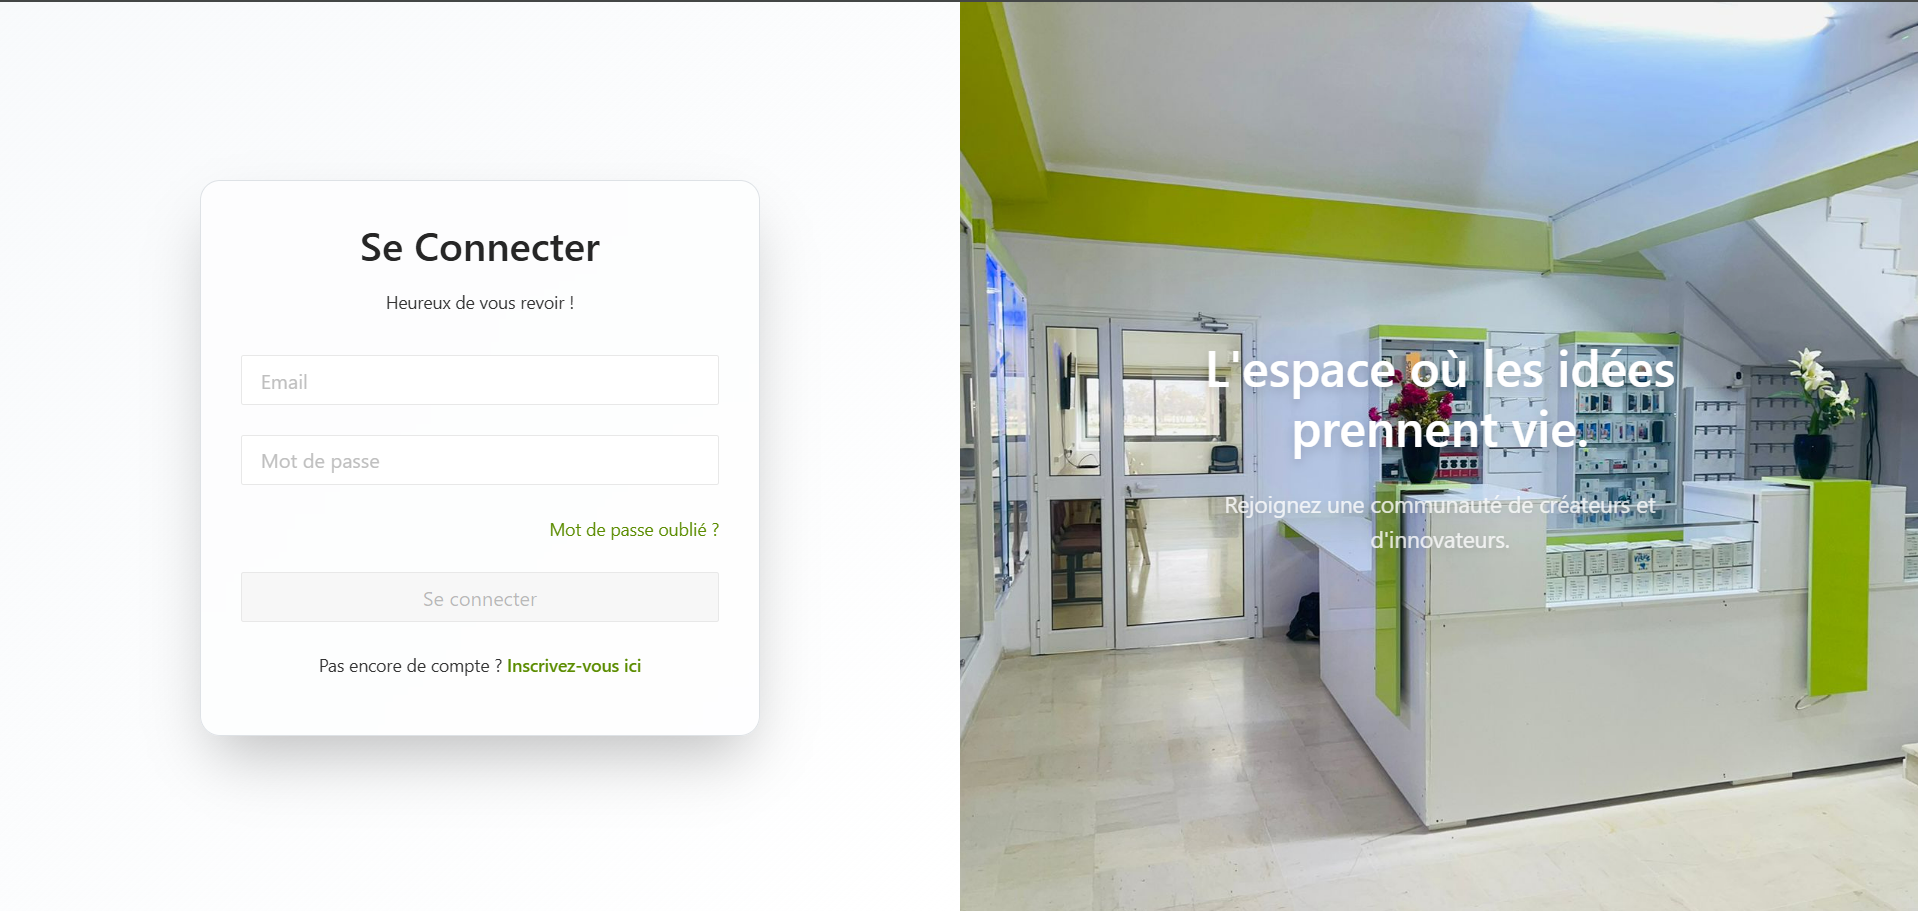 Se Connecter
Heureux de vous revoir !
Email
Mot de passe
Mot de passe oublié ?
Se connecter
Pas encore de compte ? Inscrivez-vous ici
L'espace où les idées
prennent vie.
Rejoignez une communauté de créateurs et
d'innovateurs.